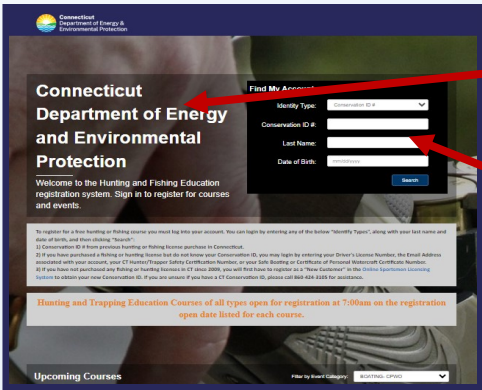 Connecticut
Department of Energy &
Environmental Protection
Connecticut
Department of Energy
and Environmental
Protection
Welcome to the Hunting and Fishing Education
registration system. Sign in to register for courses
and events.
Find My Account
Identity Type:
Conservation ID #
Conservation ID #:
Last Name:
Date of Birth:
mm/dd/yyyy
Search
To register for a free hunting or fishing course you must log into your account. You can login by entering any of the below "Identity Types", along with your last name and
date of birth, and then clicking "Search":
1) Conservation ID # from previous hunting or fishing license purchase in Connecticut.
2) If you have purchased a fishing or hunting license but do not know your Conservation ID, you may login by entering your Driver's License Number, the Email Address
associated with your account, your CT Hunter/Trapper Safety Certification Number, or your Safe Boating or Certificate of Personal Watercraft Certificate Number.
3) If you have not purchased any fishing or hunting licenses in CT since 2009, you will first have to register as a "New Customer" in the Online Sportsmen Licensing
System to obtain your new Conservation ID. If you are unsure if you have a CT Conservation ID, please call 860-424-3105 for assistance.
Hunting and Trapping Education Courses of all types open for registration at 7:00am on the registration
open date listed for each course.
Upcoming Courses
Filter by Event Category:
BOATING- CPWO